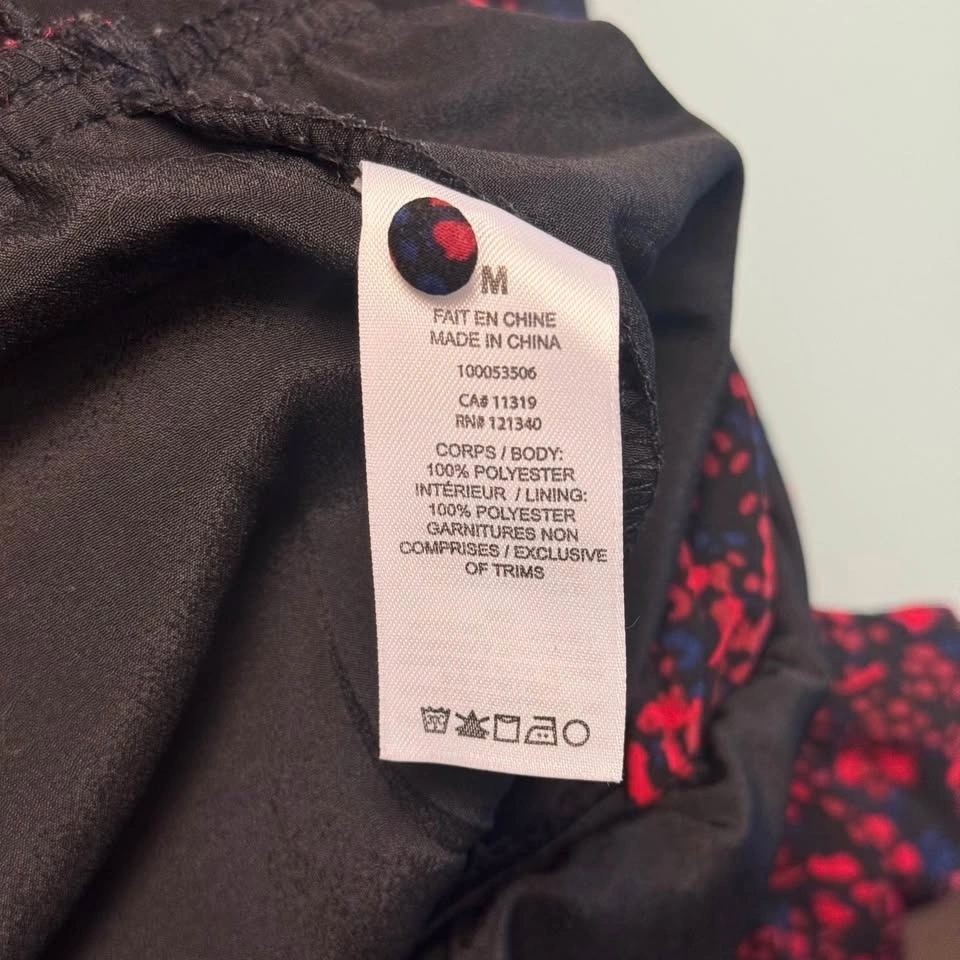 M
FAIT EN CHINE
MADE IN CHINA
100053506
CA# 11319
RN# 121340
CORPS / BODY:
100% POLYESTER
INTÉRIEUR / LINING:
100% POLYESTER
GARNITURES NON
COMPRISES / EXCLUSIVE
OF TRIMS